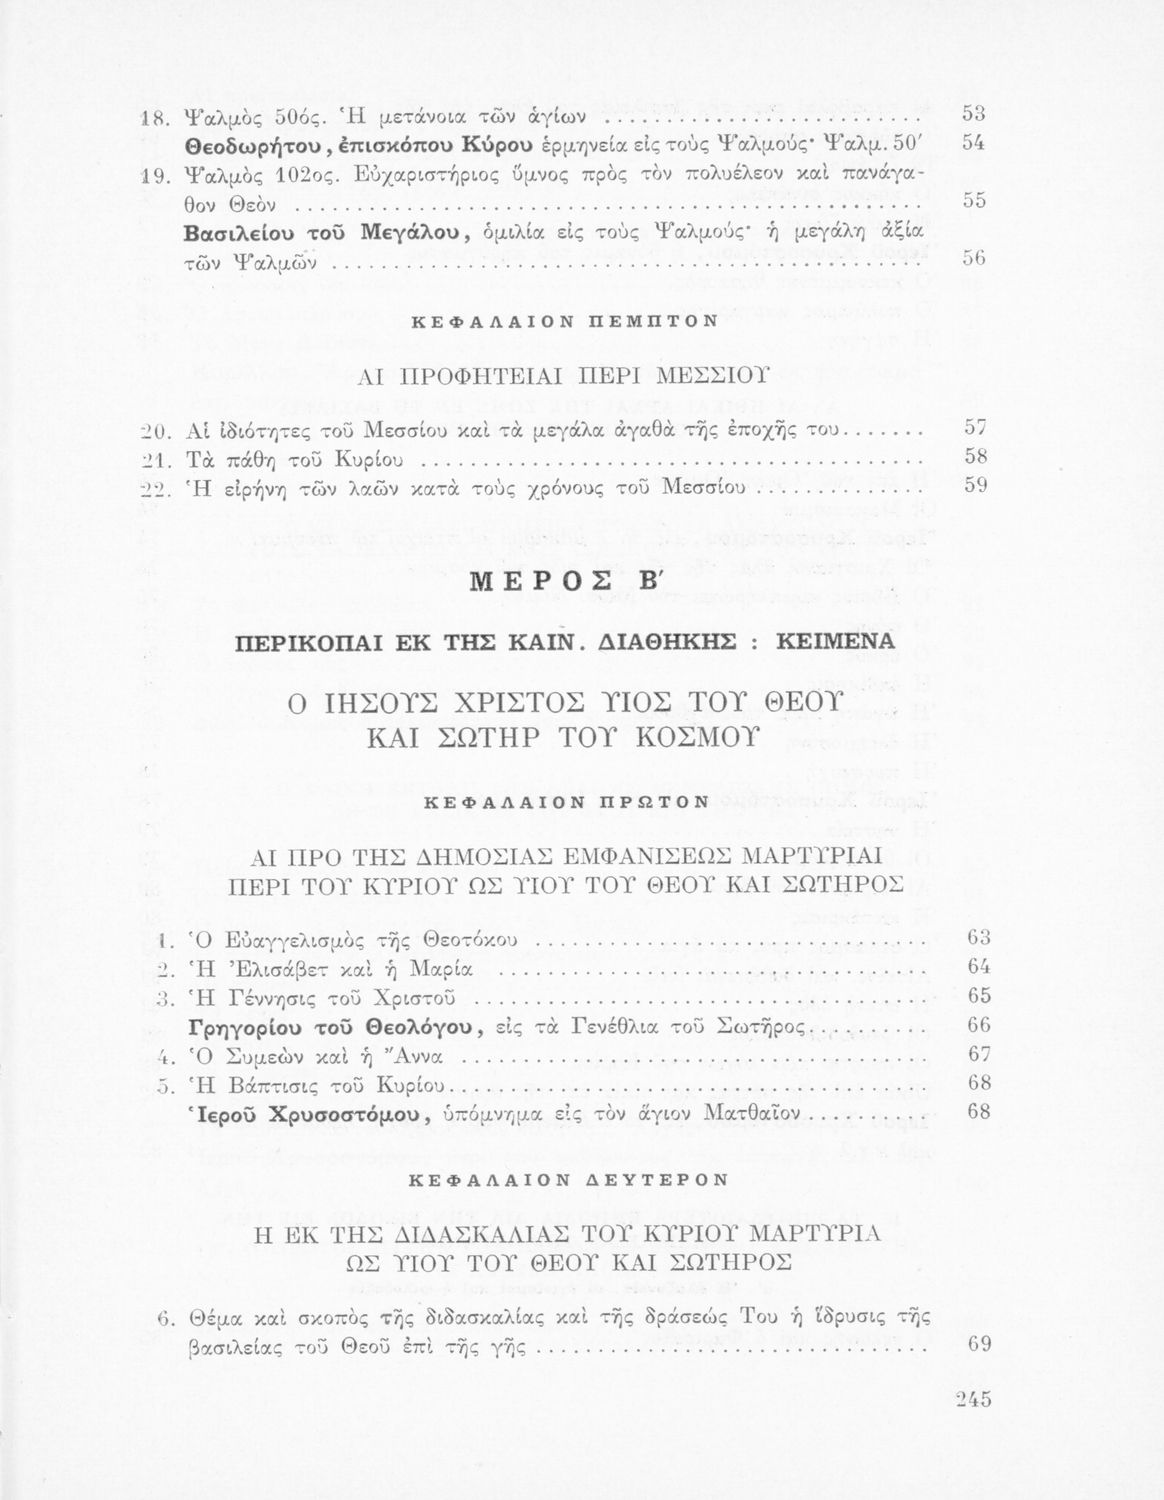 18. Ψαλμὸς 50ός. Ἡ μετάνοια τῶν ἁγίων .......................... 53
Θεοδωρήτου, ἐπισκόπου Κύρου ἑρμηνεία εἰς τοὺς Ψαλμούς· Ψαλμ. 50′ 54
19. Ψαλμὸς 102ος. Εὐχαριστήριος ὕμνος πρὸς τὸν πολυέλεον καὶ πανάγα-
θον Θεὸν .................................................. 55
Βασιλείου τοῦ Μεγάλου, ὁμιλία εἰς τοὺς Ψαλμούς· ἡ μεγάλη ἀξία
τῶν Ψαλμῶν ................................................ 56
ΚΕΦΑΛΑΙΟΝ ΠΕΜΠΤΟΝ
ΑΙ ΠΡΟΦΗΤΕΙΑΙ ΠΕΡΙ ΜΕΣΣΙΟΥ
20. Αἱ ἰδιότητες τοῦ Μεσσίου καὶ τὰ μεγάλα ἀγαθὰ τῆς ἐποχῆς του....... 57
21. Τὰ πάθη τοῦ Κυρίου ........................................ 58
22. Ἡ εἰρήνη τῶν λαῶν κατὰ τοὺς χρόνους τοῦ Μεσσίου .............. 59
ΜΕΡΟΣ Β′
ΠΕΡΙΚΟΠΑΙ ΕΚ ΤΗΣ ΚΑΙΝ. ΔΙΑΘΗΚΗΣ : ΚΕΙΜΕΝΑ
Ο ΙΗΣΟΥΣ ΧΡΙΣΤΟΣ ΥΙΟΣ ΤΟΥ ΘΕΟΥ
ΚΑΙ ΣΩΤΗΡ ΤΟΥ ΚΟΣΜΟΥ
ΚΕΦΑΛΑΙΟΝ ΠΡΩΤΟΝ
ΑΙ ΠΡΟ ΤΗΣ ΔΗΜΟΣΙΑΣ ΕΜΦΑΝΙΣΕΩΣ ΜΑΡΤΥΡΙΑΙ
ΠΕΡΙ ΤΟΥ ΚΥΡΙΟΥ ΩΣ ΥΙΟΥ ΤΟΥ ΘΕΟΥ ΚΑΙ ΣΩΤΗΡΟΣ
1. Ὁ Εὐαγγελισμὸς τῆς Θεοτόκου ................................ 63
2. Ἡ Ἐλισάβετ καὶ ἡ Μαρία ................................... 64
3. Ἡ Γέννησις τοῦ Χριστοῦ ..................................... 65
Γρηγορίου τοῦ Θεολόγου, εἰς τὰ Γενέθλια τοῦ Σωτῆρος.......... 66
4. Ὁ Συμεὼν καὶ ἡ Ἄννα ...................................... 67
5. Ἡ Βάπτισις τοῦ Κυρίου....................................... 68
Ἱεροῦ Χρυσοστόμου, ὑπόμνημα εἰς τὸν ἅγιον Ματθαῖον .......... 68
ΚΕΦΑΛΑΙΟΝ ΔΕΥΤΕΡΟΝ
Η ΕΚ ΤΗΣ ΔΙΔΑΣΚΑΛΙΑΣ ΤΟΥ ΚΥΡΙΟΥ ΜΑΡΤΥΡΙΑ
ΩΣ ΥΙΟΥ ΤΟΥ ΘΕΟΥ ΚΑΙ ΣΩΤΗΡΟΣ
6. Θέμα καὶ σκοπὸς τῆς διδασκαλίας καὶ τῆς δράσεώς Του ἡ ἵδρυσις τῆς
βασιλείας τοῦ Θεοῦ ἐπὶ τῆς γῆς ................................ 69
245